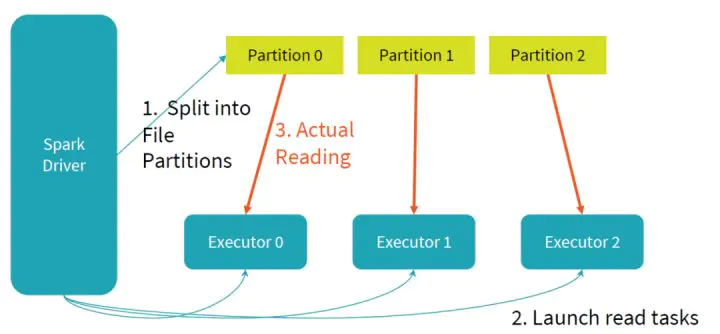 Partition 0
Partition 1
Partition 2
1. Split into
File
Partitions
3. Actual
Reading
Spark
Driver
Executor 0
Executor 1
Executor 2
2. Launch read tasks